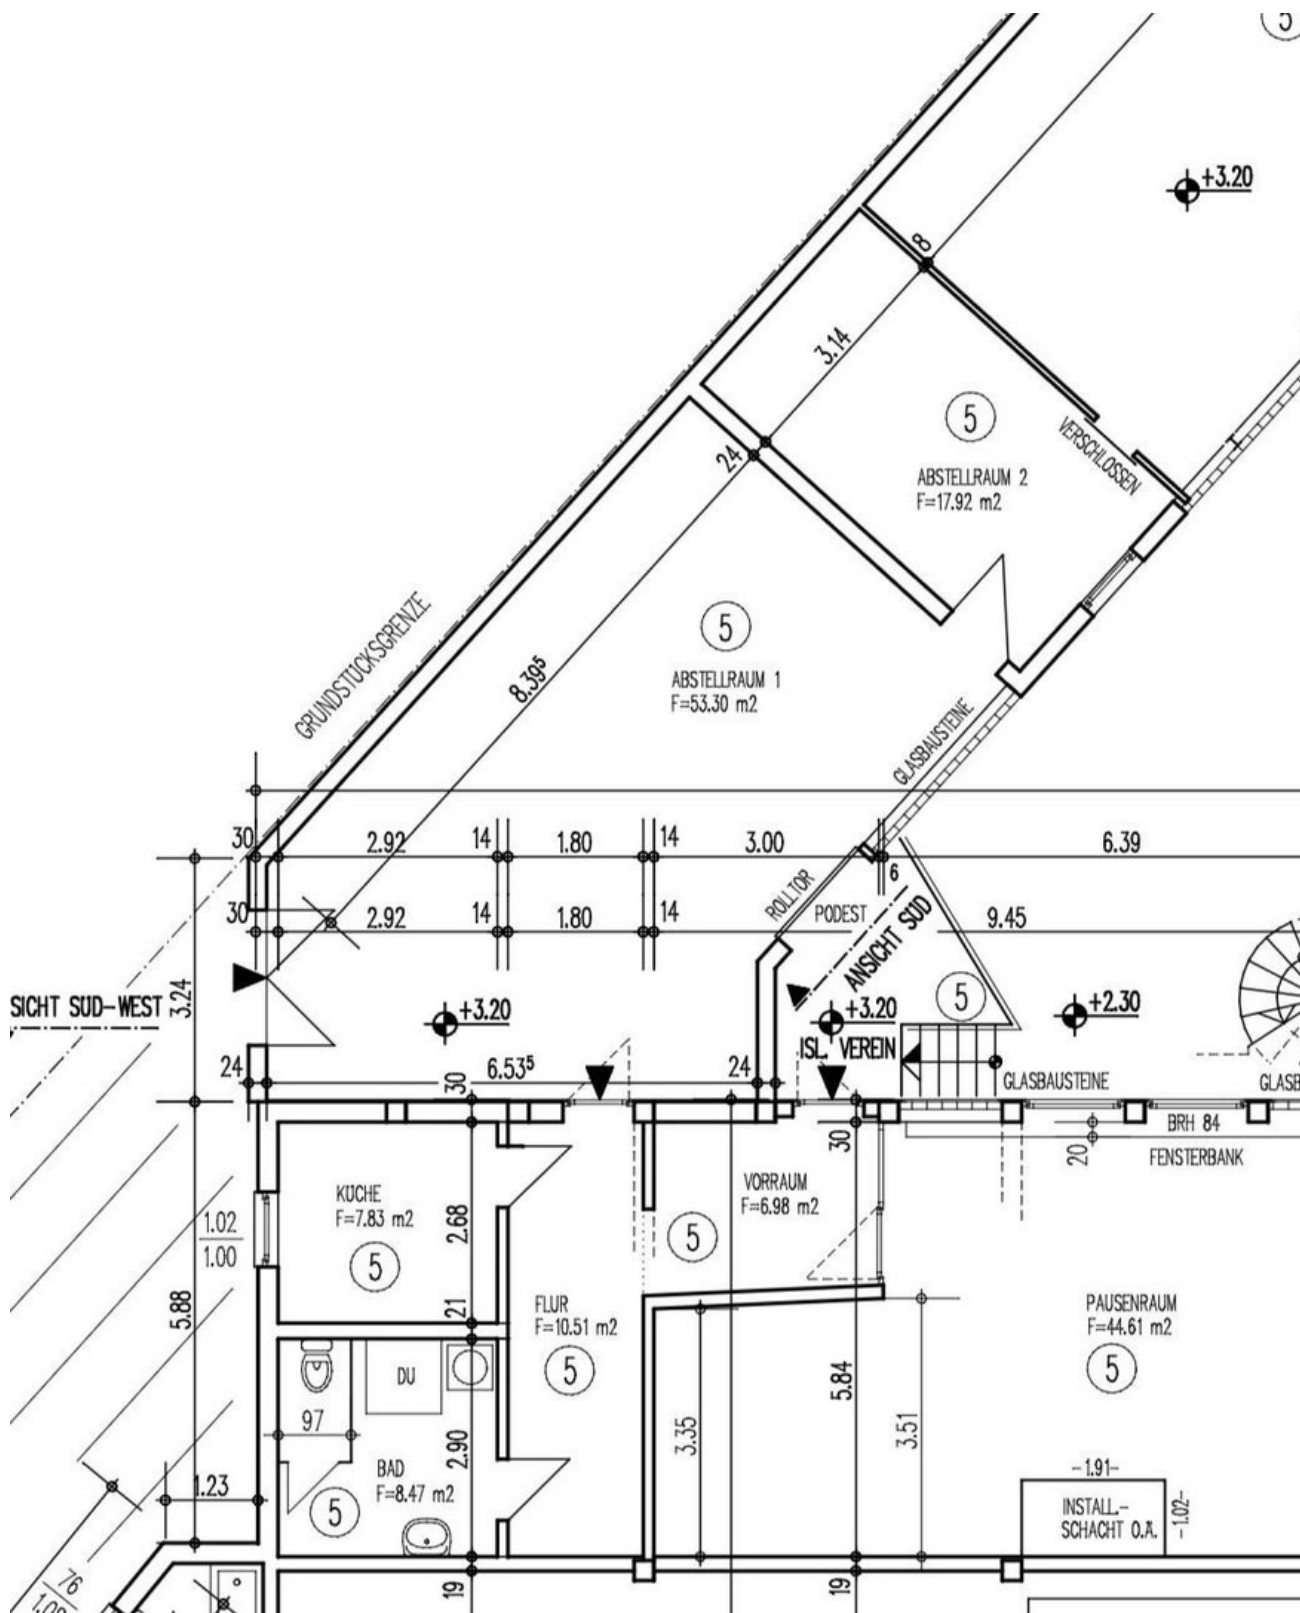 5
+3.20
8
3.14
5
VERSCHLOSSEN
24
ABSTELLRAUM 2
F=17.92 m2
GRUNDSTÜCKSGRENZE
5
8.39⁵
ABSTELLRAUM 1
F=53.30 m2
GLASBAUSTEINE
30
2.92
14
1.80
14
3.00
6.39
6
ROLLTOR
PODEST
30
2.92
14
1.80
14
ANSICHT SÜD
9.45
3.24
SICHT SÜD-WEST
+3.20
+3.20
5
+2.30
ISL. VEREIN
24
6.53⁵
30
24
GLASBAUSTEINE
GLASB
30
20
BRH 84
FENSTERBANK
KÜCHE
F=7.83 m2
5
2.68
VORRAUM
F=6.98 m2
5
1.02
1.00
5.88
21
FLUR
F=10.51 m2
5
PAUSENRAUM
F=44.61 m2
5
DU
5.84
97
2.90
3.35
3.51
BAD
F=8.47 m2
5
1.23
-1.91-
INSTALL.-
SCHACHT O.Ä.
-1.02-
76
19
19